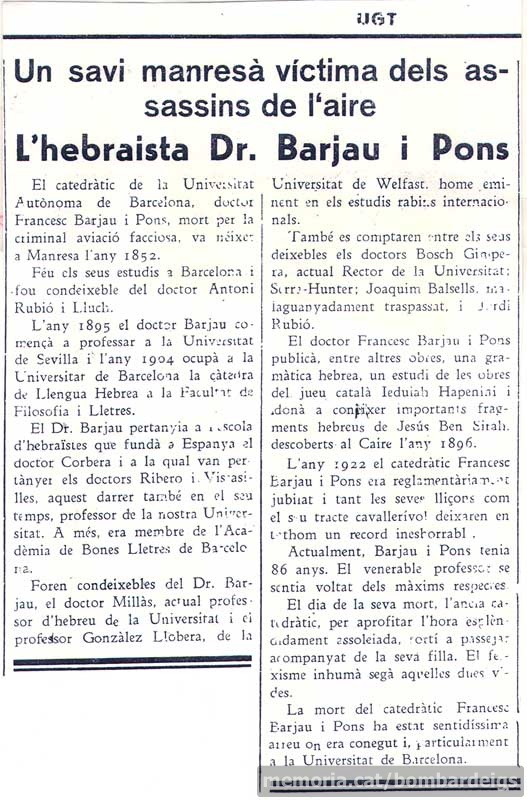 UGT
Un savi manresà víctima dels as-
sassins de l'aire
L'hebraista Dr. Barjau i Pons
El catedràtic de la Universitat
Autònoma de Barcelona, doctor
Francesc Barjau i Pons, mort per la
criminal aviació facciosa, va néixer
a Manresa l'any 1852.
Féu els seus estudis a Barcelona i
fou condeixeble del doctor Antoni
Rubió i Lluch.
L'any 1895 el doctor Barjau co-
mençà a professar a la Universitat
de Sevilla i l'any 1904 ocupà a la
Universitat de Barcelona la càtedra
de Llengua Hebrea a la Facultat de
Filosofia i Lletres.
El Dr. Barjau pertanyia a l'escola
d'hebraïstes que fundà a Espanya el
doctor Corbera i a la qual van per-
tànyer els doctors Ribero i
lles, aquest darrer també en el seu
temps, professor de la nostra Univer-
sitat. A més, era membre de l'Aca-
dèmia de Bones Lletres de Barcelo
na.
Foren condeixebles del Dr. Bar-
jau, el doctor Millàs, actual profes-
sor d'hebreu de la Universitat i el
professor Gonzàlez Llobera, de la
Universitat de Welfast, home emi-
nent en els estudis rabins internacio-
nals.
També es comptaren entre els seus
deixebles els doctors Bosch Gimpe-
ra, actual Rector de la Universitat;
Serra-Hunter; Joaquim Balsells, ma-
laguanyadament traspassat, i Jordi
Rubió.
El doctor Francesc Barjau i Pons
publicà, entre altres obres, una gra-
màtica hebrea, un estudi de les obres
del jueu català Ieduiah Hapenini i
donà a conèixer importants frag-
ments hebreus de Jesús Ben Sirah,
descoberts al Caire l'any 1896.
L'any 1922 el catedràtic Francesc
Barjau i Pons era reglamentàriament
jubilat i tant les seves lliçons com
el seu tracte cavallerívol deixaren en
tothom un record inesborrable.
Actualment, Barjau i Pons tenia
86 anys. El venerable professor se
sentia voltat dels màxims respectes.
El dia de la seva mort, l'ancià ca-
tedràtic, per aprofitar l'hora esplèn-
didament assoleiada, sortí a passejar
acompanyat de la seva filla. El fei-
xisme inhumà segà aquelles dues vi-
des.
La mort del catedràtic Francesc
Barjau i Pons ha estat sentidíssima
arreu on era conegut i, particularment
a la Universitat de Barcelona.
memoria.cat/bombardeigs